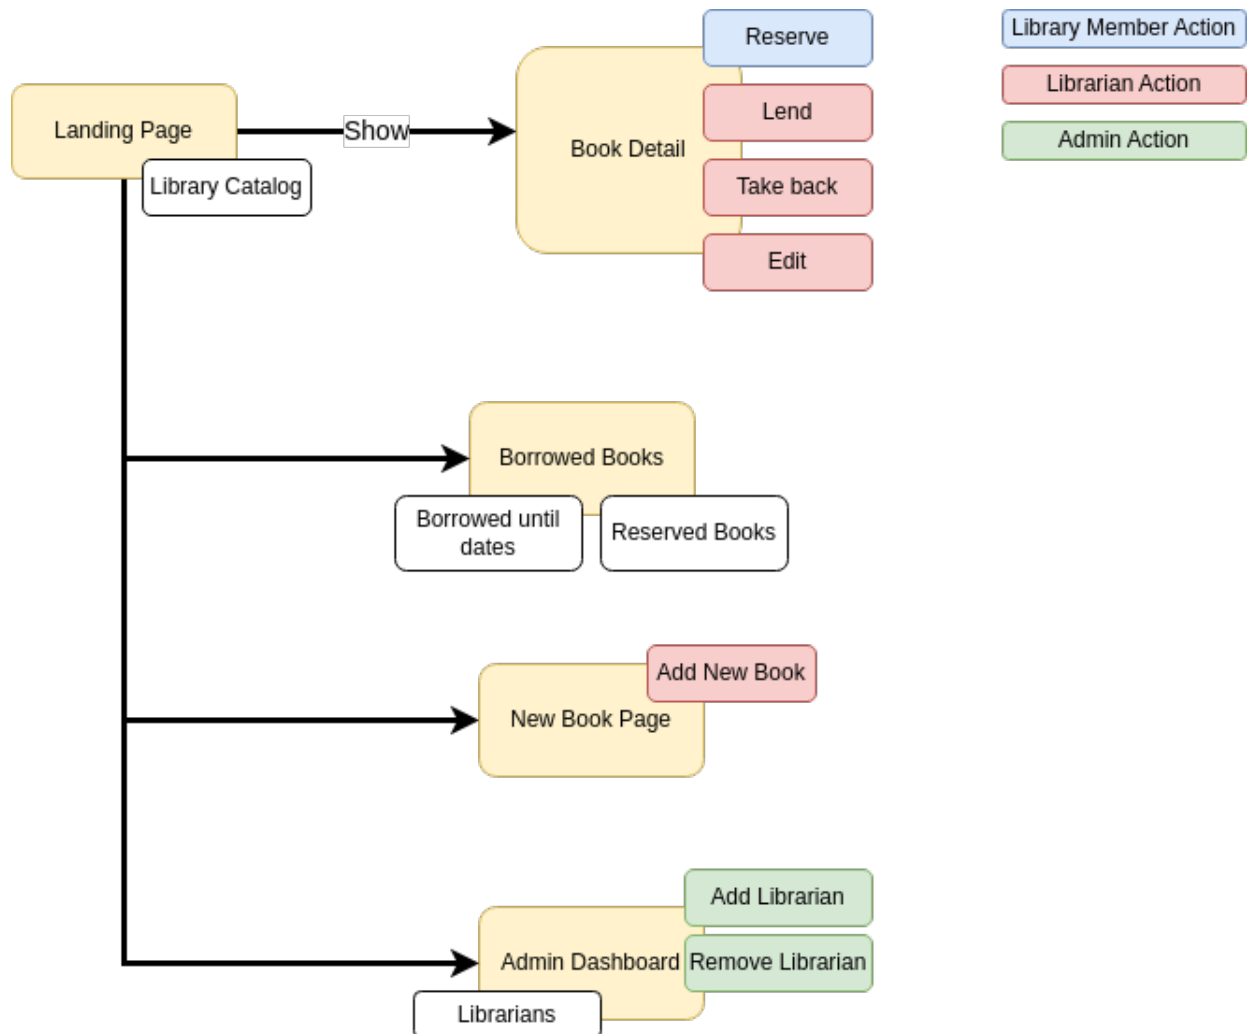 Reserve
Library Member Action
Lend
Librarian Action
Landing Page
Show
Book Detail
Admin Action
Library Catalog
Take back
Edit
Borrowed Books
Borrowed until
dates
Reserved Books
Add New Book
New Book Page
Add Librarian
Admin Dashboard
Remove Librarian
Librarians